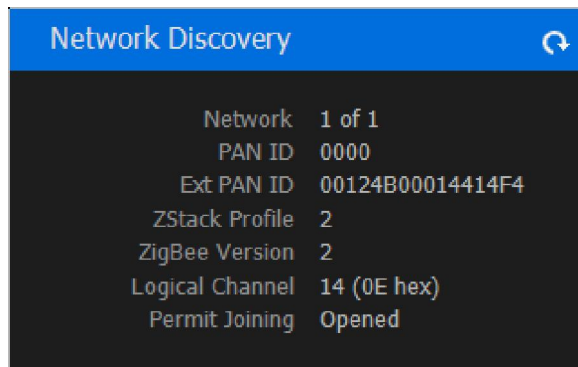 Network Discovery
Network 1 of 1
PAN ID 0000
Ext PAN ID 00124B00014414F4
ZStack Profile 2
ZigBee Version 2
Logical Channel 14 (0E hex)
Permit Joining Opened